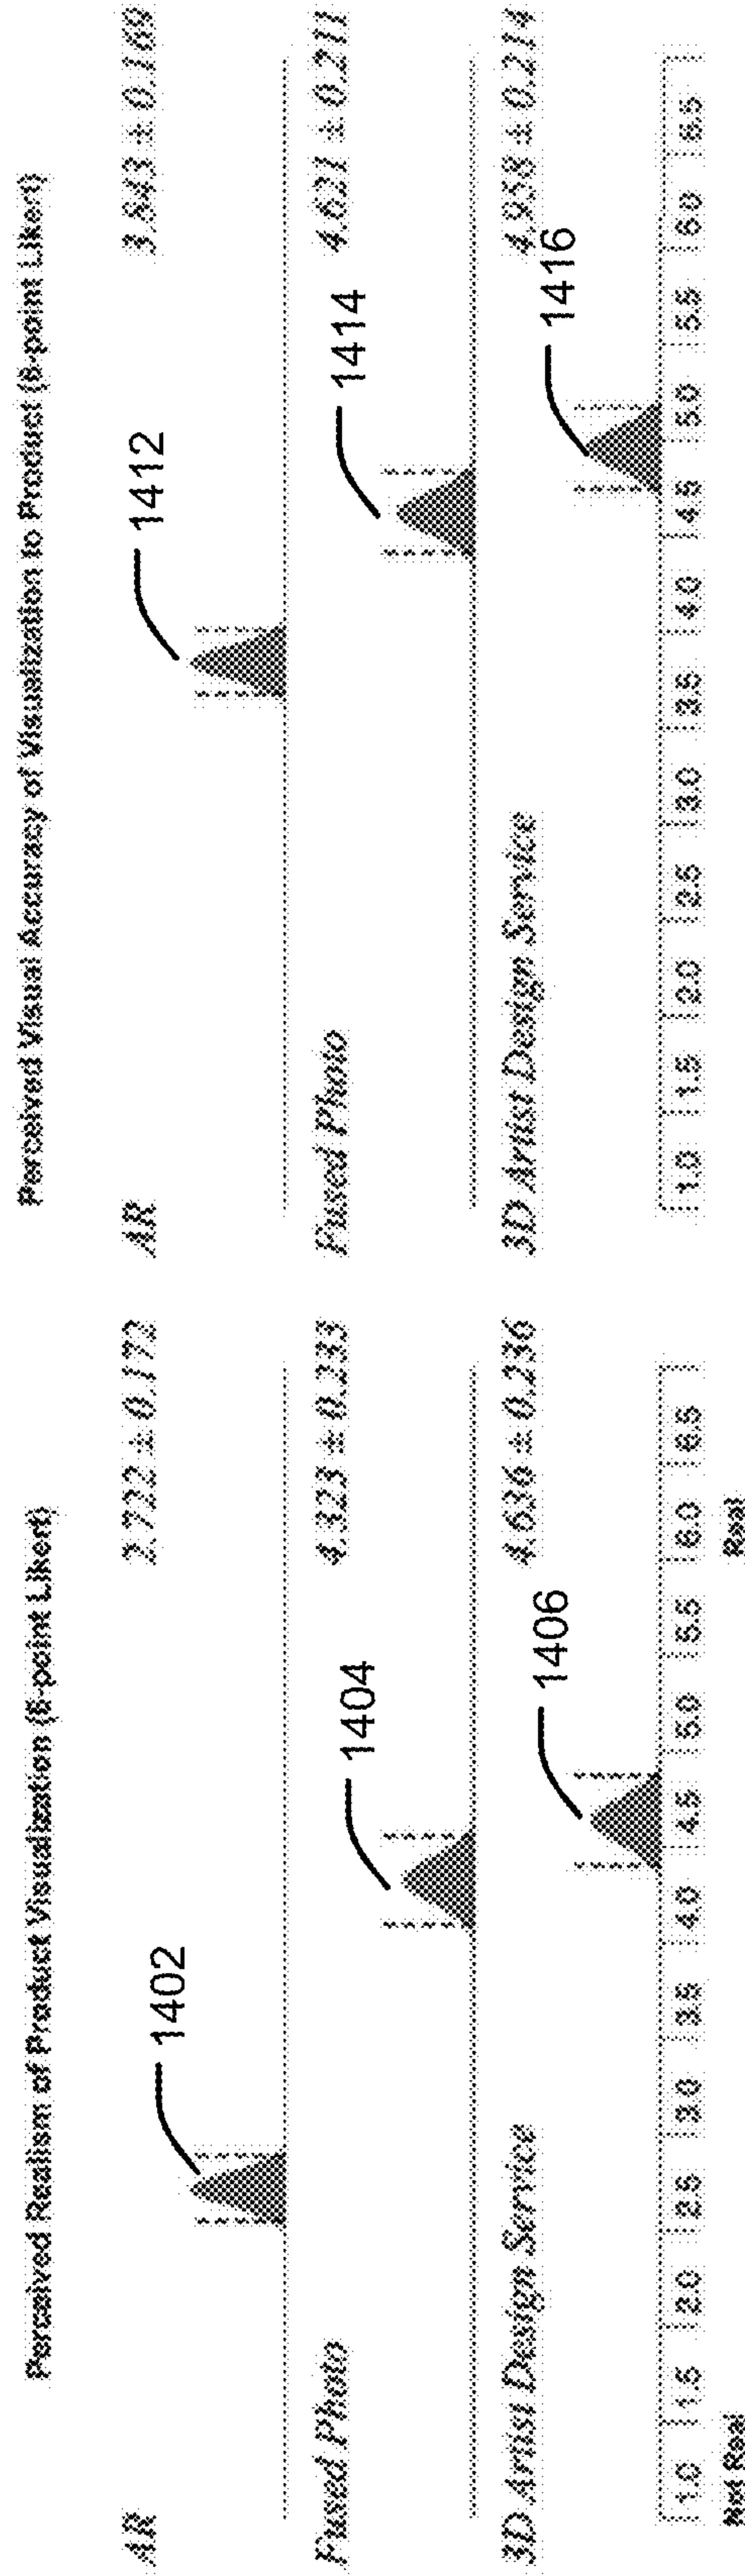 Perceived Realism of Product Visualization (6-point Likert)
AR
2.722 ± 0.172
1402
Fused Photo
4.323 ± 0.233
1404
3D Artist Design Service
4.636 ± 0.236
1406
1.0 1.5 2.0 2.5 3.0 3.5 4.0 4.5 5.0 5.5 6.0 6.5
Not Real
Real
Perceived Visual Accuracy of Visualization to Product (6-point Likert)
AR
3.843 ± 0.169
1412
Fused Photo
4.621 ± 0.211
1414
3D Artist Design Service
4.958 ± 0.214
1416
1.0 1.5 2.0 2.5 3.0 3.5 4.0 4.5 5.0 5.5 6.0 6.5